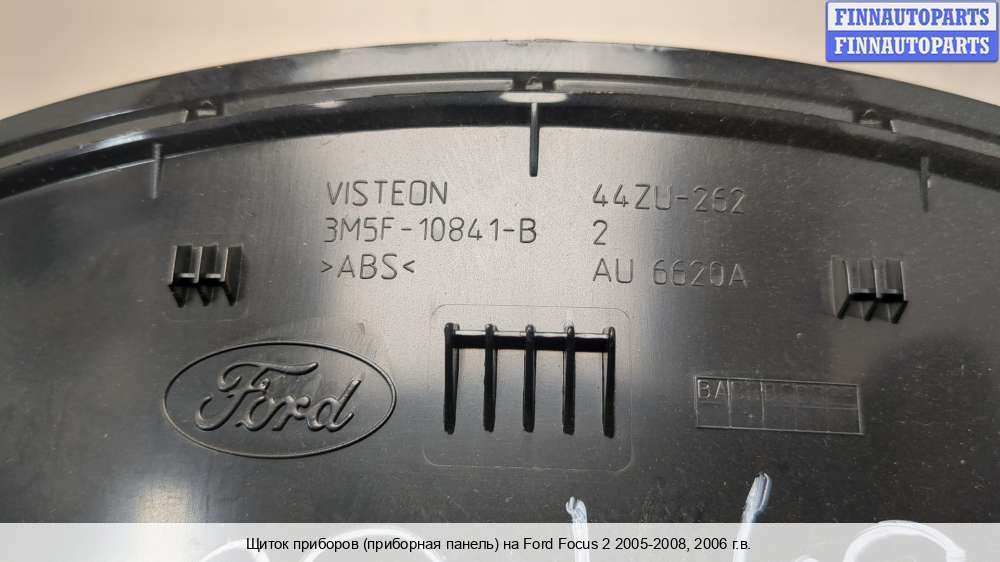 FINNAUTOPARTS
FINNAUTOPARTS
VISTEON 44ZU-262
3M5F-10841-B 2
>ABS< AU 6620A
Ford
BA
Щиток приборов (приборная панель) на Ford Focus 2 2005-2008, 2006 г.в.